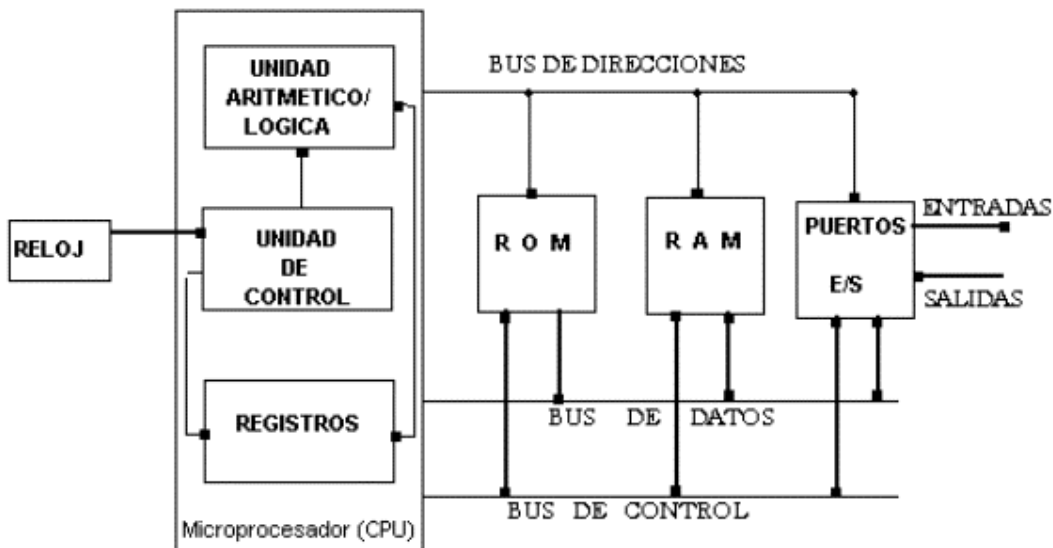 UNIDAD
ARITMETICO/
LOGICA
BUS DE DIRECCIONES
RELOJ
UNIDAD
DE
CONTROL
R O M
R A M
PUERTOS
E/S
ENTRADAS
SALIDAS
REGISTROS
BUS DE DATOS
BUS DE CONTROL
Microprocesador (CPU)